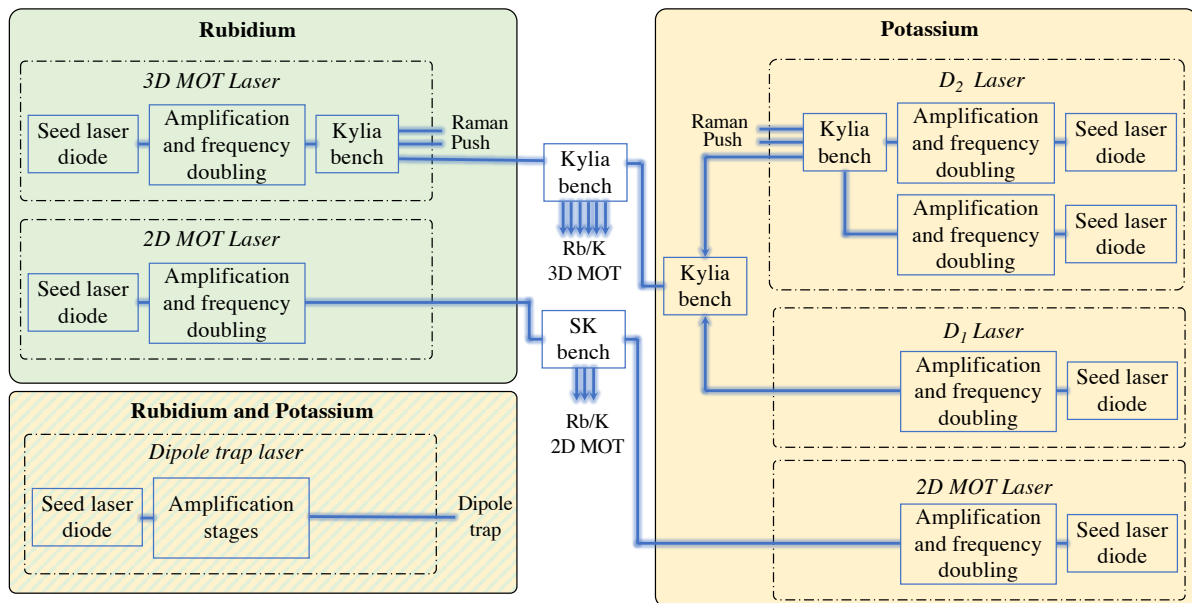 Rubidium
3D MOT Laser
Seed laser
diode
Amplification
and frequency
doubling
Kylia
bench
Raman
Push
2D MOT Laser
Seed laser
diode
Amplification
and frequency
doubling
Rubidium and Potassium
Dipole trap laser
Seed laser
diode
Amplification
stages
Dipole
trap
Kylia
bench
Rb/K
3D MOT
SK
bench
Rb/K
2D MOT
Potassium
D2 Laser
Raman
Push
Kylia
bench
Amplification
and frequency
doubling
Seed laser
diode
Amplification
and frequency
doubling
Seed laser
diode
Kylia
bench
D1 Laser
Amplification
and frequency
doubling
Seed laser
diode
2D MOT Laser
Amplification
and frequency
doubling
Seed laser
diode